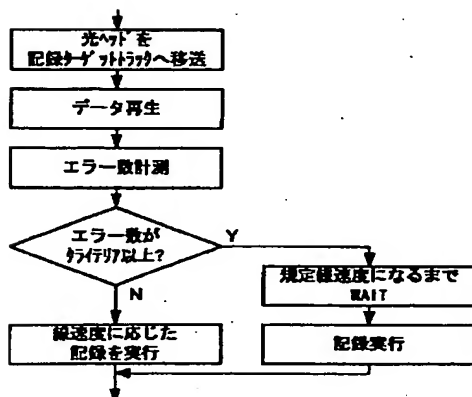 光ヘッドを
記録ターゲットトラックへ移送
データ再生
エラー数計測
エラー数が
クライテリア以上?
Y
N
規定線速度になるまで
WAIT
線速度に応じた
記録を実行
記録実行